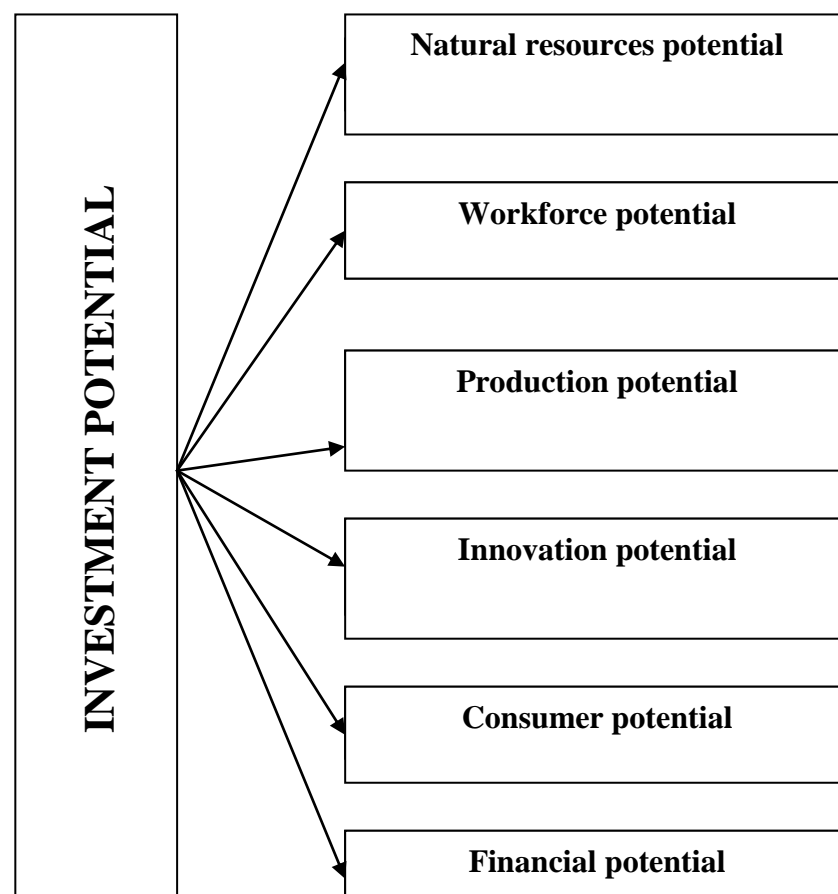 INVESTMENT POTENTIAL
Natural resources potential
Workforce potential
Production potential
Innovation potential
Consumer potential
Financial potential